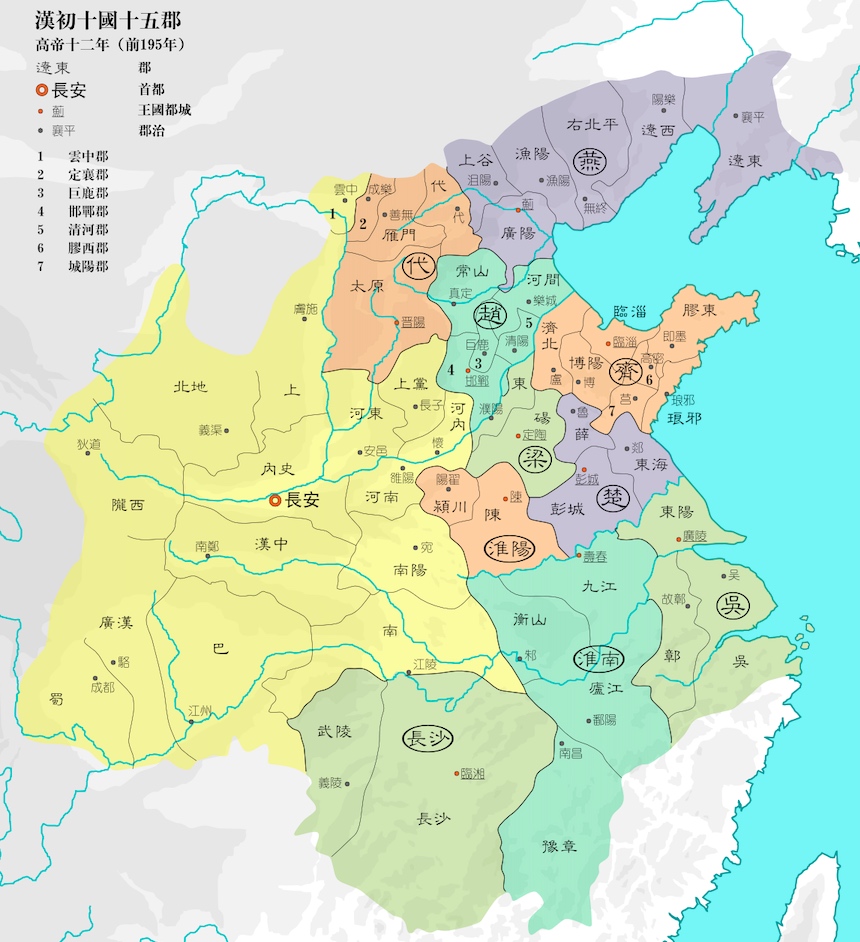 漢初十國十五郡
高帝十二年（前195年）
遼東 郡
長安 首都
薊 王國都城
襄平 郡治
1 雲中郡
2 定襄郡
3 巨鹿郡
4 邯鄲郡
5 清河郡
6 膠西郡
7 城陽郡
陽樂
襄平
右北平
遼西
漁陽
上谷
燕
遼東
沮陽
漁陽
代
雲中
成樂
1
2
善無
代
薊
無終
雁門
廣陽
代
常山
河間
太原
真定
樂城
膚施
晋陽
趙
5
濟北
臨淄
膠東
巨鹿
清陽
臨淄
即墨
3
博陽
高密
齊
6
4
邯鄲
北地
上
上黨
東
盧
博
莒
琅邪
長子
河內
濮陽
碭
魯
7
琅邪
河東
薛
義渠
定陶
狄道
安邑
懷
梁
郯
東海
內史
雒陽
陽翟
彭城
長安
河南
陳
楚
隴西
潁川
陳
彭城
東陽
漢中
南鄭
宛
淮陽
壽春
廣陵
南陽
九江
吳
故鄣
吳
廣漢
衡山
巴
南
邾
淮南
鄣
吳
雒
江陵
成都
廬江
蜀
江州
鄱陽
武陵
長沙
南昌
義陵
臨湘
長沙
豫章